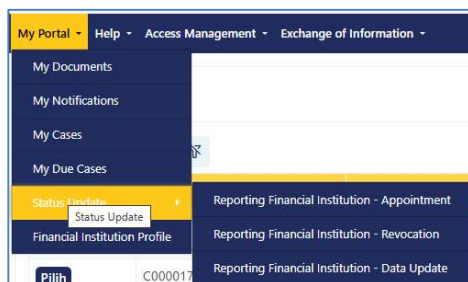 My Portal Help Access Management Exchange of Information
My Documents
My Notifications
My Cases
My Due Cases
Status Update
Status Update
Reporting Financial Institution - Appointment
Financial Institution Profile
Reporting Financial Institution - Revocation
Reporting Financial Institution - Data Update
Pilih
C000017